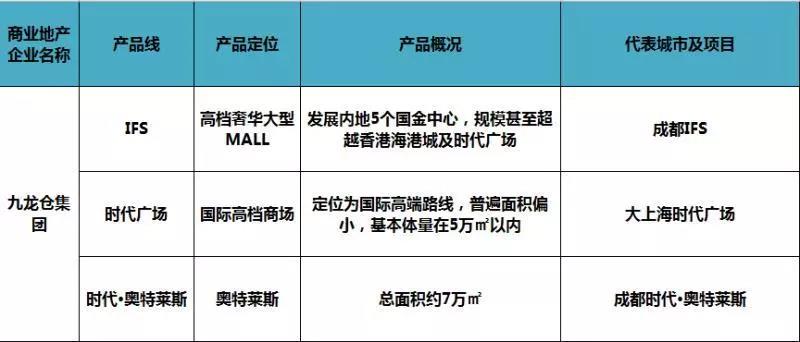 商业地产
企业名称
产品线
产品定位
产品概况
代表城市及项目
九龙仓集
团
IFS
高档奢华大型
MALL
发展内地5个国金中心，规模甚至超
越香港海港城及时代广场
成都IFS
时代广场
国际高档商场
定位为国际高端路线，普遍面积偏
小，基本体量在5万㎡以内
大上海时代广场
时代·奥特莱斯
奥特莱斯
总面积约7万㎡
成都时代·奥特莱斯